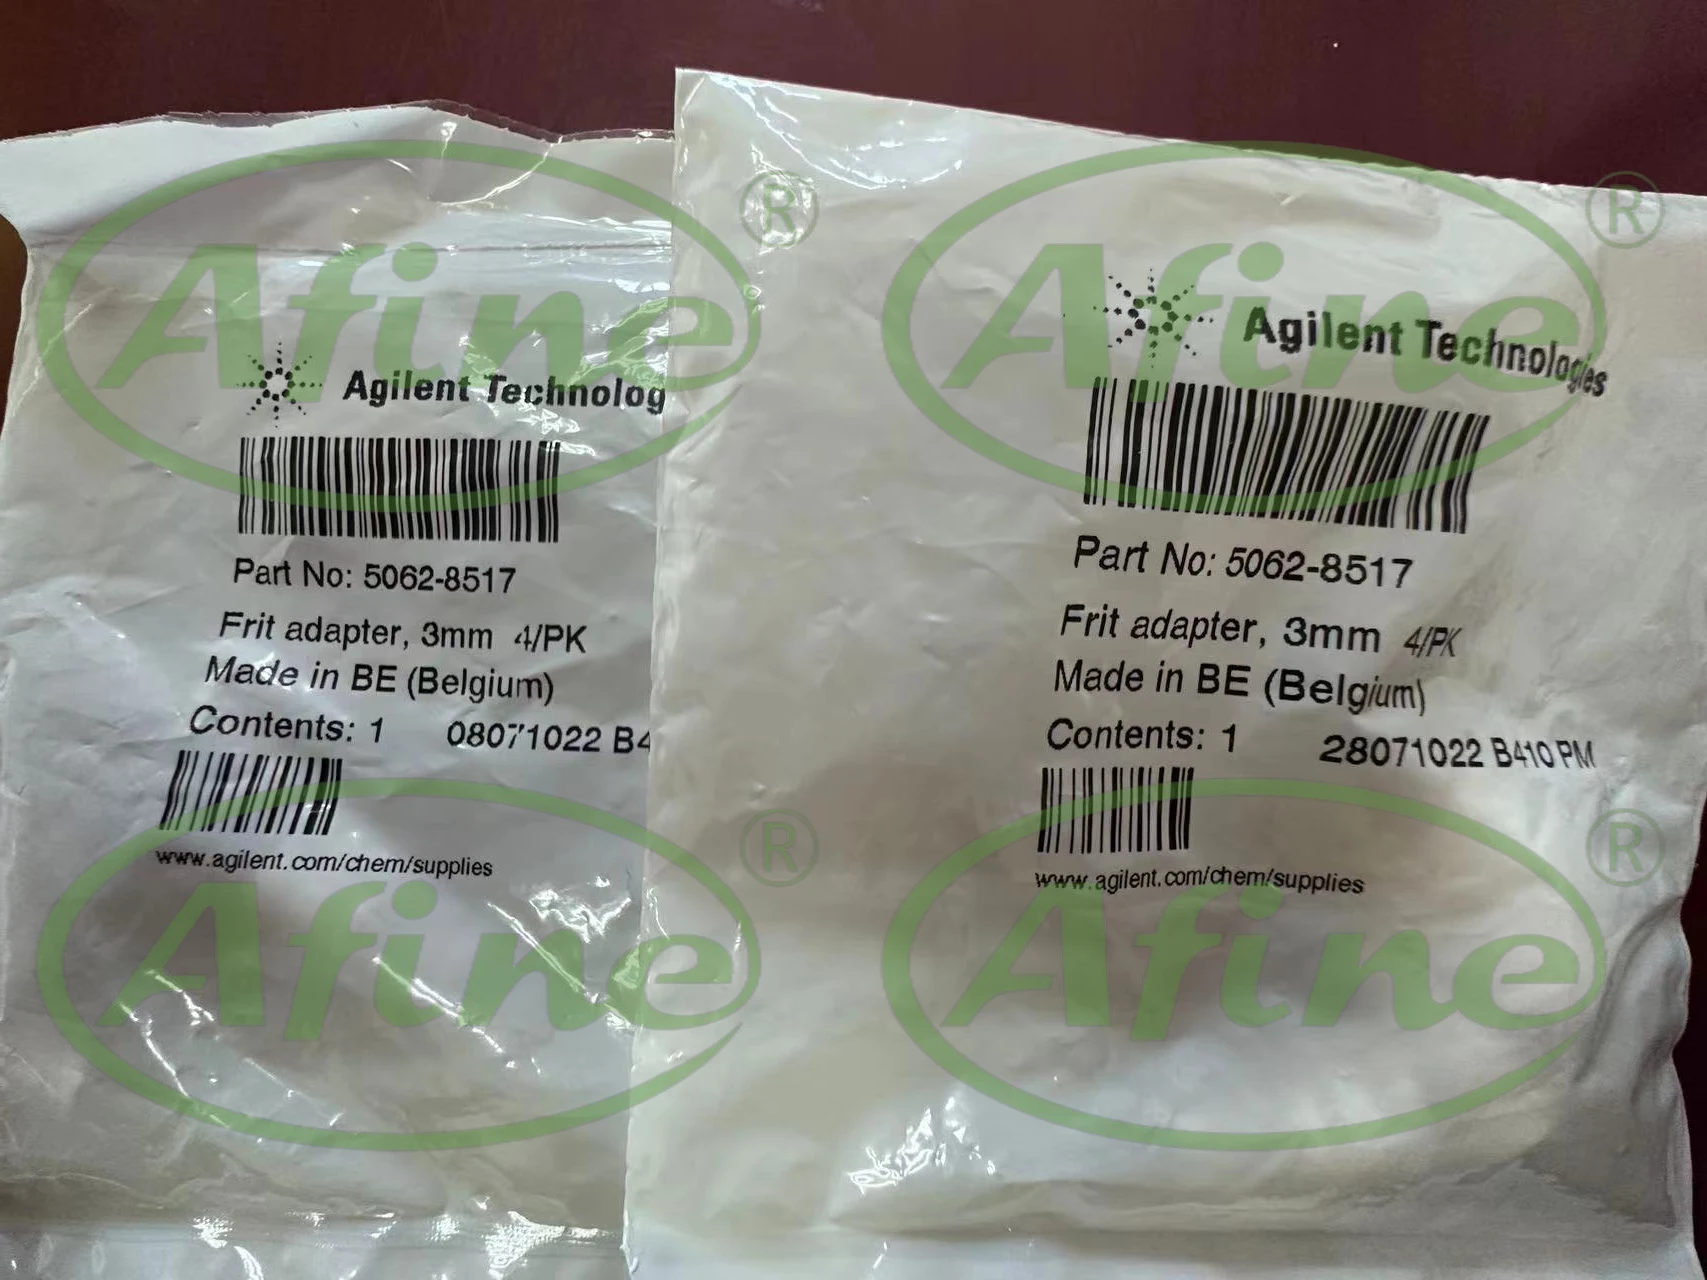 Agilent Technolog
Part No: 5062-8517
Frit adapter, 3mm 4/PK
Made in BE (Belgium)
Contents: 1 08071022 B4
www.agilent.com/chem/supplies
Agilent Technologies
Part No: 5062-8517
Frit adapter, 3mm 4/PK
Made in BE (Belgium)
Contents: 1 28071022 B410 PM
www.agilent.com/chem/supplies
Afine ®
Afine ®
Afine ®
Afine ®